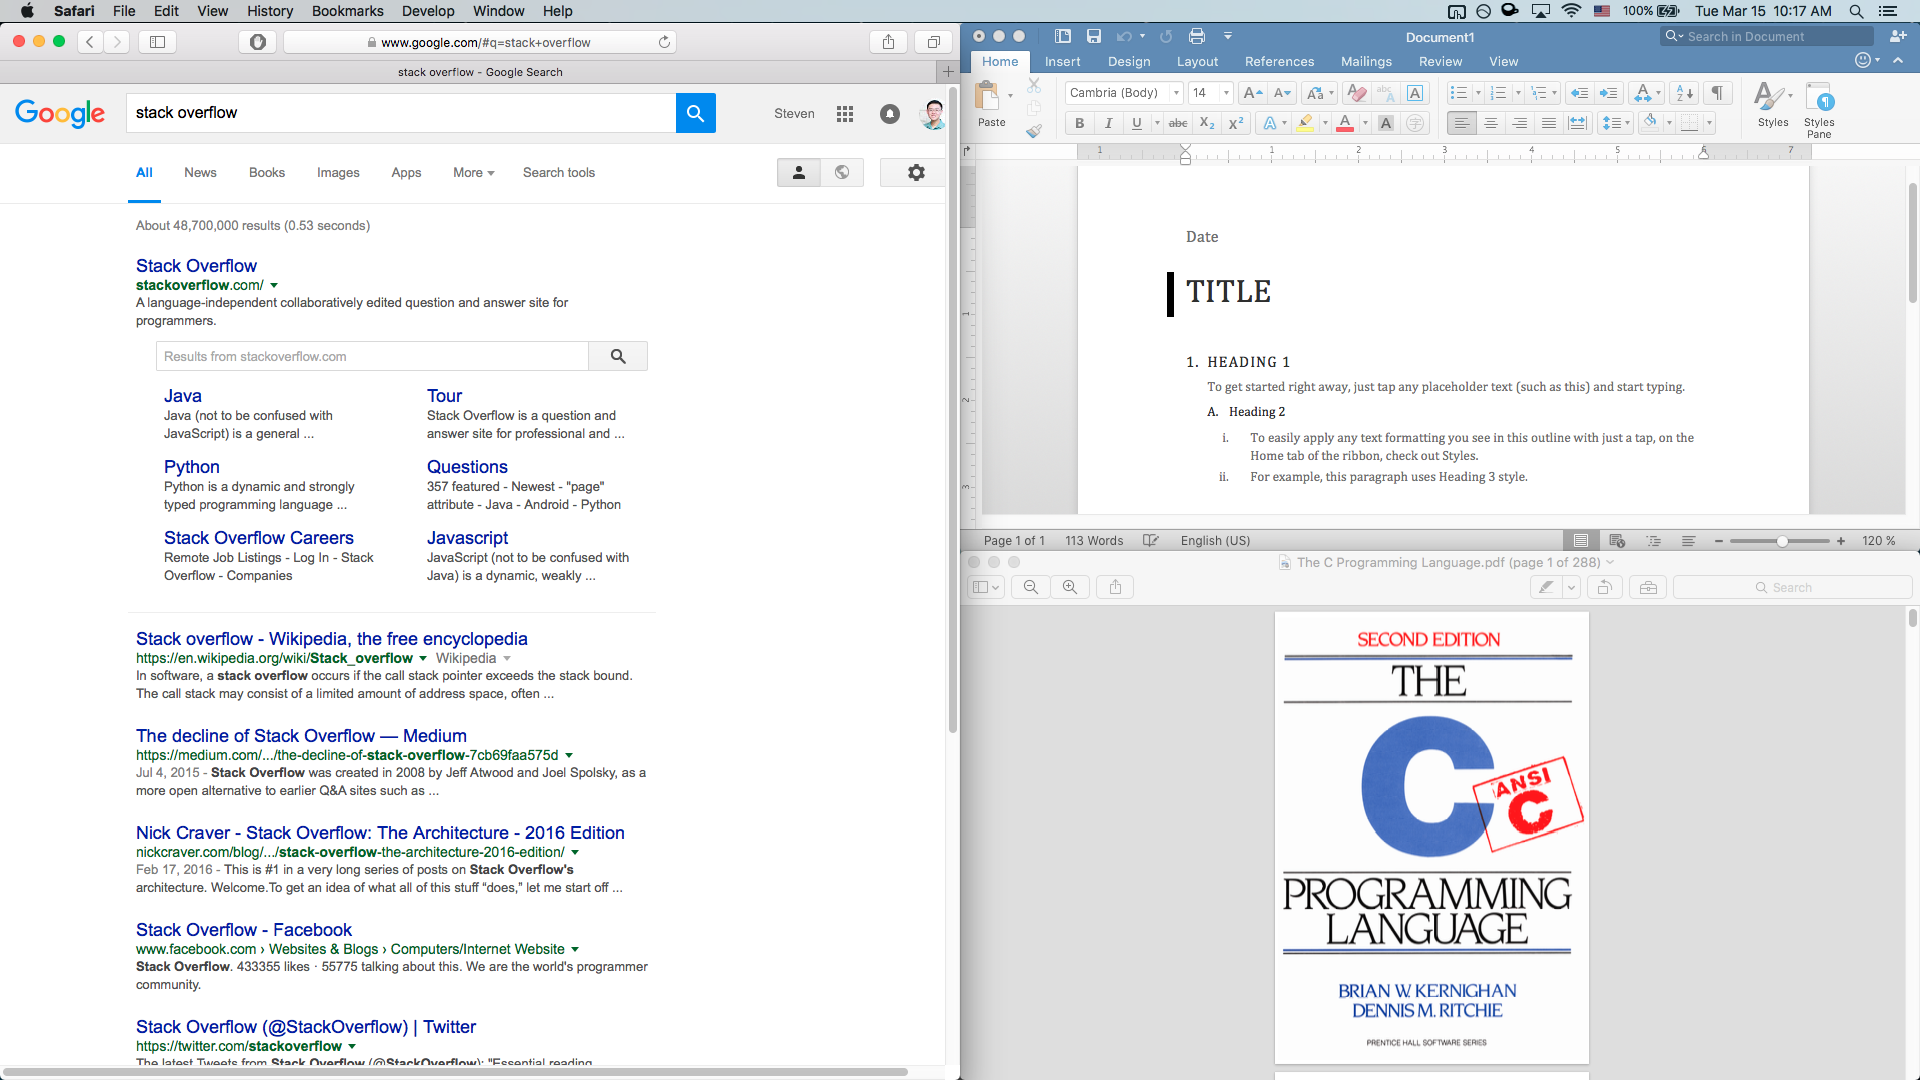 Safari File Edit View History Bookmarks Develop Window Help
100% Tue Mar 15 10:17 AM
www.google.com/#q=stack+overflow
stack overflow - Google Search
Google
stack overflow
Steven
All News Books Images Apps More Search tools
About 48,700,000 results (0.53 seconds)
Stack Overflow
stackoverflow.com/
A language-independent collaboratively edited question and answer site for
programmers.
Results from stackoverflow.com
Java
Java (not to be confused with
JavaScript) is a general ...
Tour
Stack Overflow is a question and
answer site for professional and ...
Python
Python is a dynamic and strongly
typed programming language ...
Questions
357 featured - Newest - "page"
attribute - Java - Android - Python
Stack Overflow Careers
Remote Job Listings - Log In - Stack
Overflow - Companies
Javascript
JavaScript (not to be confused with
Java) is a dynamic, weakly ...
Stack overflow - Wikipedia, the free encyclopedia
https://en.wikipedia.org/wiki/Stack_overflow Wikipedia
In software, a stack overflow occurs if the call stack pointer exceeds the stack bound.
The call stack may consist of a limited amount of address space, often ...
The decline of Stack Overflow — Medium
https://medium.com/.../the-decline-of-stack-overflow-7cb69faa575d
Jul 4, 2015 - Stack Overflow was created in 2008 by Jeff Atwood and Joel Spolsky, as a
more open alternative to earlier Q&A sites such as ...
Nick Craver - Stack Overflow: The Architecture - 2016 Edition
nickcraver.com/blog/.../stack-overflow-the-architecture-2016-edition/
Feb 17, 2016 - This is #1 in a very long series of posts on Stack Overflow's
architecture. Welcome.To get an idea of what all of this stuff “does,” let me start off ...
Stack Overflow - Facebook
www.facebook.com › Websites & Blogs › Computers/Internet Website
Stack Overflow. 433355 likes · 55775 talking about this. We are the world's programmer
community.
Stack Overflow (@StackOverflow) | Twitter
https://twitter.com/stackoverflow
The latest Tweets from Stack Overflow (@StackOverflow): "Essential reading
Document1
Search in Document
Home Insert Design Layout References Mailings Review View
Paste
Cambria (Body) 14
Styles
Styles
Pane
1 1 2 3 4 5 6 7
Date
TITLE
1. HEADING 1
To get started right away, just tap any placeholder text (such as this) and start typing.
A. Heading 2
i. To easily apply any text formatting you see in this outline with just a tap, on the
Home tab of the ribbon, check out Styles.
ii. For example, this paragraph uses Heading 3 style.
1
2
3
Page 1 of 1 113 Words English (US) 120 %
The C Programming Language.pdf (page 1 of 288)
Search
SECOND EDITION
THE
C
ANSI
C
PROGRAMMING
LANGUAGE
BRIAN W. KERNIGHAN
DENNIS M. RITCHIE
PRENTICE HALL SOFTWARE SERIES